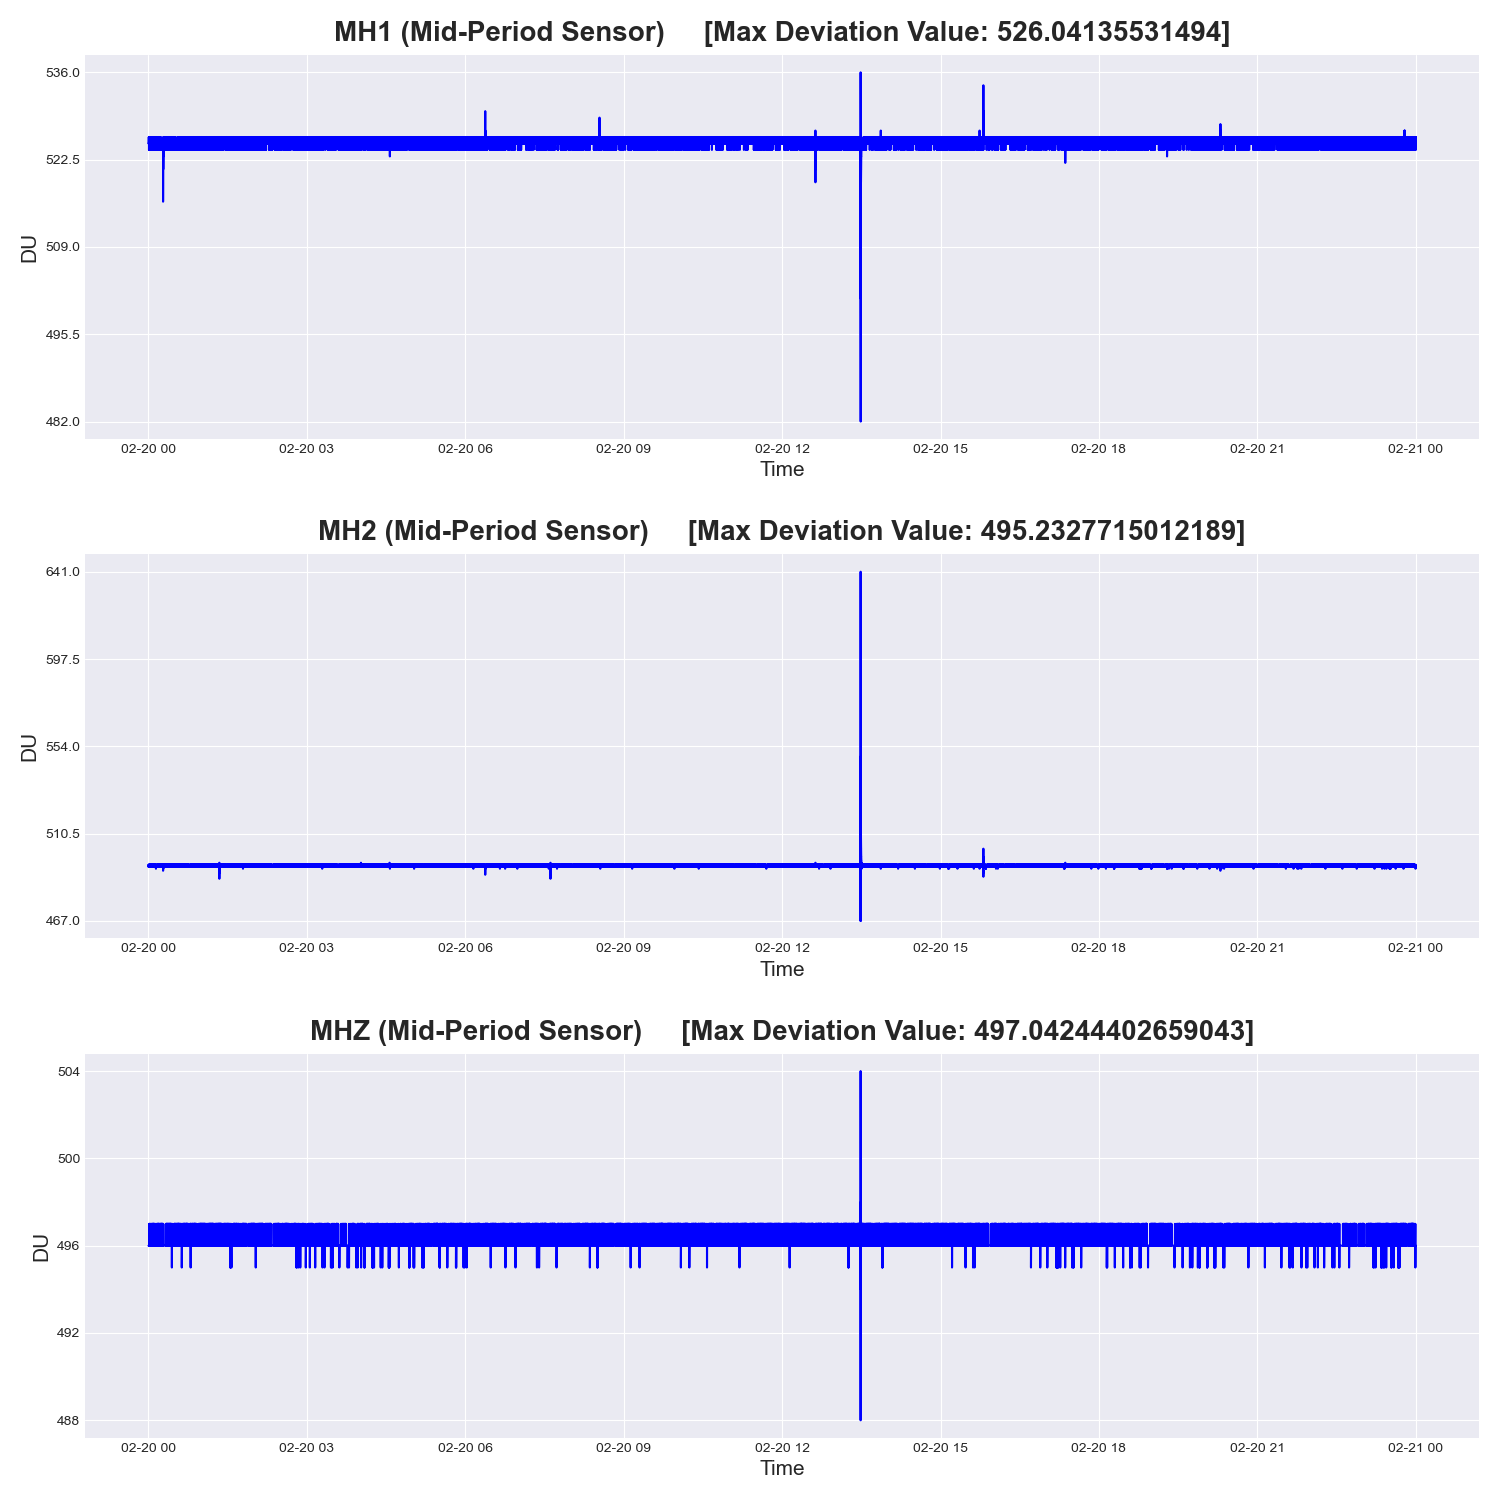 MH1 (Mid-Period Sensor) [Max Deviation Value: 526.04135531494]
536.0
522.5
509.0
495.5
482.0
DU
02-20 00 02-20 03 02-20 06 02-20 09 02-20 12 02-20 15 02-20 18 02-20 21 02-21 00
Time
MH2 (Mid-Period Sensor) [Max Deviation Value: 495.2327715012189]
641.0
597.5
554.0
510.5
467.0
DU
02-20 00 02-20 03 02-20 06 02-20 09 02-20 12 02-20 15 02-20 18 02-20 21 02-21 00
Time
MHZ (Mid-Period Sensor) [Max Deviation Value: 497.04244402659043]
504
500
496
492
488
DU
02-20 00 02-20 03 02-20 06 02-20 09 02-20 12 02-20 15 02-20 18 02-20 21 02-21 00
Time